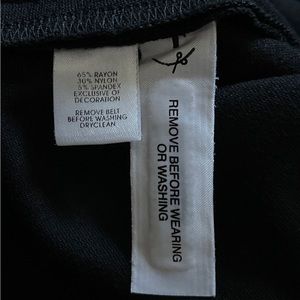 65% RAYON
30% NYLON
5% SPANDEX
EXCLUSIVE OF
DECORATION
REMOVE BELT
BEFORE WASHING
DRYCLEAN
REMOVE BEFORE WEARING
OR WASHING